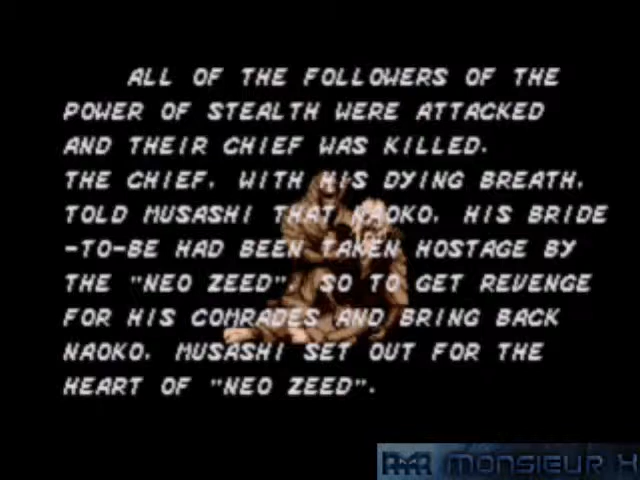 ALL OF THE FOLLOWERS OF THE
POWER OF STEALTH WERE ATTACKED
AND THEIR CHIEF WAS KILLED.
THE CHIEF, WITH HIS DYING BREATH,
TOLD MUSASHI THAT NAOKO, HIS BRIDE
-TO-BE HAD BEEN TAKEN HOSTAGE BY
THE "NEO ZEED". SO TO GET REVENGE
FOR HIS COMRADES AND BRING BACK
NAOKO, MUSASHI SET OUT FOR THE
HEART OF "NEO ZEED".
MONSIEUR X